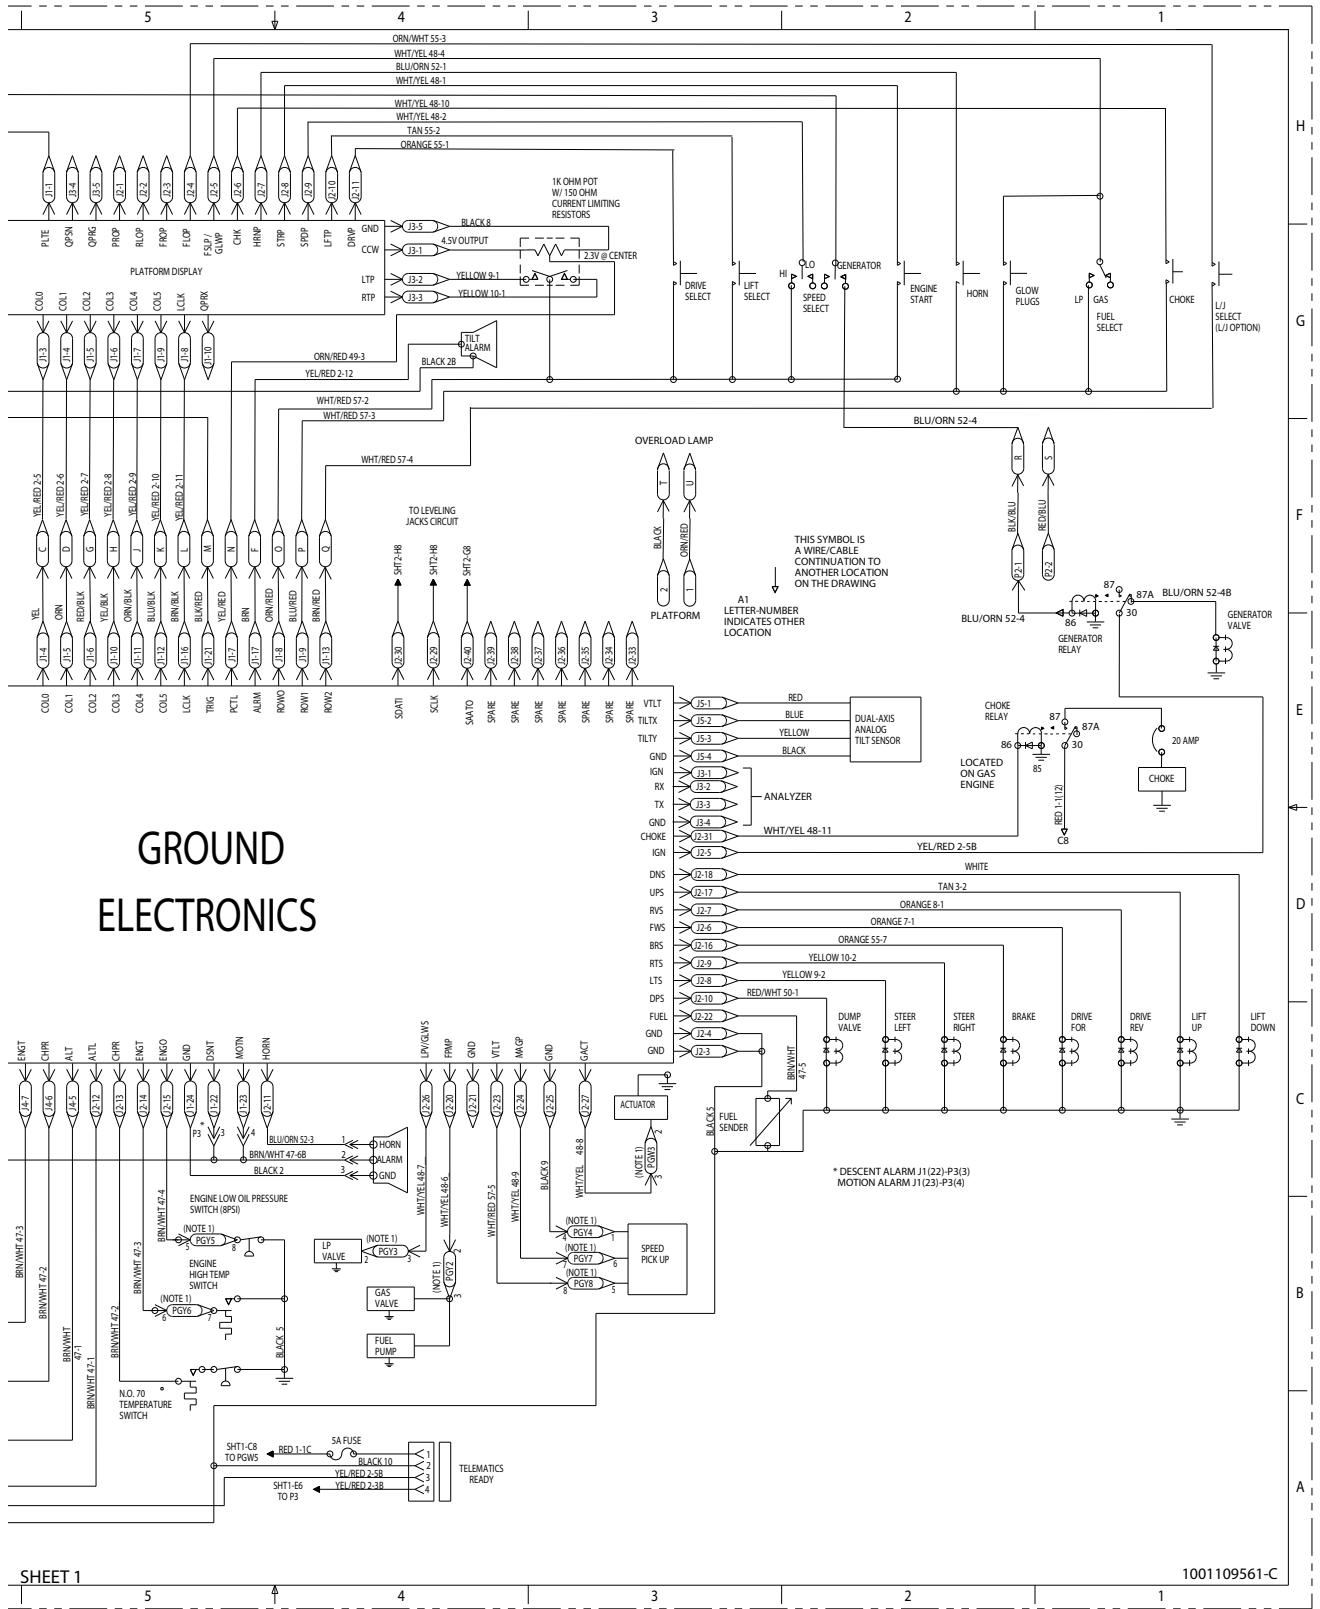 5
4
3
2
1
ORN/WHT 55-3
WHT/YEL 48-4
BLU/ORN 52-1
WHT/YEL 48-1
WHT/YEL 48-10
WHT/YEL 48-2
TAN 55-2
ORANGE 55-1
H
J1-1
J3-4
J3-5
J2-1
J2-2
J2-3
J2-4
J2-5
J2-6
J2-7
J2-8
J2-9
J2-10
J2-11
PLTE
QPSN
QPRG
PROP
RLOP
FROP
FLOP
FSLP /
GLWP
CHK
HRNP
STRP
SPDP
LFTP
DRVP
GND
J3-5
BLACK 8
CCW
J3-1
4.5V OUTPUT
LTP
J3-2
YELLOW 9-1
RTP
J3-3
YELLOW 10-1
1K OHM POT
W/ 150 OHM
CURRENT LIMITING
RESISTORS
2.3V @ CENTER
PLATFORM DISPLAY
COL0
COL1
COL2
COL3
COL4
COL5
LCLK
QPRX
J1-3
J1-4
J1-5
J1-6
J1-7
J1-9
J1-8
J1-10
DRIVE
SELECT
LIFT
SELECT
HI
LO
SPEED
SELECT
GENERATOR
ENGINE
START
HORN
GLOW
PLUGS
LP
GAS
FUEL
SELECT
CHOKE
L/J
SELECT
(L/J OPTION)
G
TILT
ALARM
ORN/RED 49-3
BLACK 2B
YEL/RED 2-12
WHT/RED 57-2
WHT/RED 57-3
WHT/RED 57-4
BLU/ORN 52-4
YEL/RED 2-5
YEL/RED 2-6
YEL/RED 2-7
YEL/RED 2-8
YEL/RED 2-9
YEL/RED 2-10
YEL/RED 2-11
C
D
G
H
J
K
L
M
N
F
O
P
Q
YEL
ORN
RED/BLK
YEL/BLK
ORN/BLK
BLU/BLK
BRN/BLK
BLK/RED
YEL/RED
BRN
ORN/RED
BLU/RED
BRN/RED
J1-4
J1-5
J1-6
J1-10
J1-11
J1-12
J1-16
J1-21
J1-7
J1-17
J1-8
J1-9
J1-13
COL0
COL1
COL2
COL3
COL4
COL5
LCLK
TRIG
PCTL
ALRM
ROWO
ROW1
ROW2
TO LEVELING
JACKS CIRCUIT
SHT2-H8
SHT2-H8
SHT2-G8
J2-30
J2-29
J2-40
J2-39
J2-38
J2-37
J2-36
J2-35
J2-34
J2-33
SDATI
SCLK
SAATO
SPARE
SPARE
SPARE
SPARE
SPARE
SPARE
SPARE
OVERLOAD LAMP
T
U
BLACK
ORN/RED
2
1
PLATFORM
THIS SYMBOL IS
A WIRE/CABLE
CONTINUATION TO
ANOTHER LOCATION
ON THE DRAWING
A1
LETTER-NUMBER
INDICATES OTHER
LOCATION
R
S
BLK/BLU
RED/BLU
P2-1
P2-2
F
BLU/ORN 52-4
86
87
87A
30
GENERATOR
RELAY
BLU/ORN 52-4B
GENERATOR
VALVE
E
VTLT
J5-1
RED
TILTX
J5-2
BLUE
TILTY
J5-3
YELLOW
GND
J5-4
BLACK
DUAL-AXIS
ANALOG
TILT SENSOR
IGN
J3-1
RX
J3-2
TX
J3-3
GND
J3-4
ANALYZER
CHOKE
J2-31
WHT/YEL 48-11
IGN
J2-5
YEL/RED 2-5B
CHOKE
RELAY
87
87A
86
30
85
LOCATED
ON GAS
ENGINE
RED 1-1(12)
C8
20 AMP
CHOKE
GROUND
ELECTRONICS
DNS
J2-18
WHITE
UPS
J2-17
TAN 3-2
RVS
J2-7
ORANGE 8-1
FWS
J2-6
ORANGE 7-1
BRS
J2-16
ORANGE 55-7
RTS
J2-9
YELLOW 10-2
LTS
J2-8
YELLOW 9-2
DPS
J2-10
RED/WHT 50-1
FUEL
J2-22
GND
J2-4
GND
J2-3
D
DUMP
VALVE
STEER
LEFT
STEER
RIGHT
BRAKE
DRIVE
FOR
DRIVE
REV
LIFT
UP
LIFT
DOWN
BRN/WHT
47-5
BLACK 5
FUEL
SENDER
C
ENGT
CHPR
ALT
ALTL
CHPR
ENGT
ENGO
GND
DSNT
MOTN
HORN
LPV/GLWS
FPMP
GND
VTLT
MAGP
GND
GACT
J4-7
J4-6
J4-5
J2-12
J2-13
J2-14
J2-15
J1-24
J1-22
J1-23
J2-11
J2-26
J2-20
J2-21
J2-23
J2-24
J2-25
J2-27
P3
*
3
4
BLU/ORN 52-3
1
HORN
BRN/WHT 47-6B
2
ALARM
BLACK 2
3
GND
ACTUATOR
2
PGW3
(NOTE 1)
3
WHT/YEL 48-7
WHT/YEL 48-6
WHT/RED 57-5
WHT/YEL 48-9
BLACK 9
WHT/YEL 48-8
* DESCENT ALARM J1(22)-P3(3)
MOTION ALARM J1(23)-P3(4)
ENGINE LOW OIL PRESSURE
SWITCH (8PSI)
(NOTE 1)
5
PGY5
8
ENGINE
HIGH TEMP
SWITCH
(NOTE 1)
6
PGY6
7
N.O. 70
°
TEMPERATURE
SWITCH
BRN/WHT 47-3
BRN/WHT 47-2
BRN/WHT
47-1
BRN/WHT 47-1
BRN/WHT 47-2
BRN/WHT 47-3
BRN/WHT 47-4
BLACK 5
LP
VALVE
(NOTE 1)
2
PGY3
3
(NOTE 1)
2
PGY2
3
GAS
VALVE
FUEL
PUMP
(NOTE 1)
4
PGY4
1
(NOTE 1)
7
PGY7
6
(NOTE 1)
8
PGY8
5
SPEED
PICK UP
B
SHT1-C8
TO PGW5
RED 1-1C
5A FUSE
1
BLACK 10
2
YEL/RED 2-5B
3
SHT1-E6
TO P3
YEL/RED 2-3B
4
TELEMATICS
READY
A
SHEET 1
1001109561-C
5
4
3
2
1